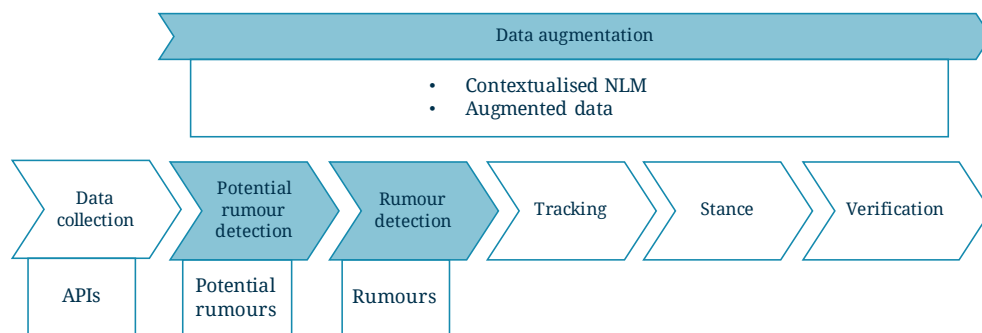 Data augmentation
• Contextualised NLM
• Augmented data
Data
collection
Potential
rumour
detection
Rumour
detection
Tracking
Stance
Verification
APIs
Potential
rumours
Rumours